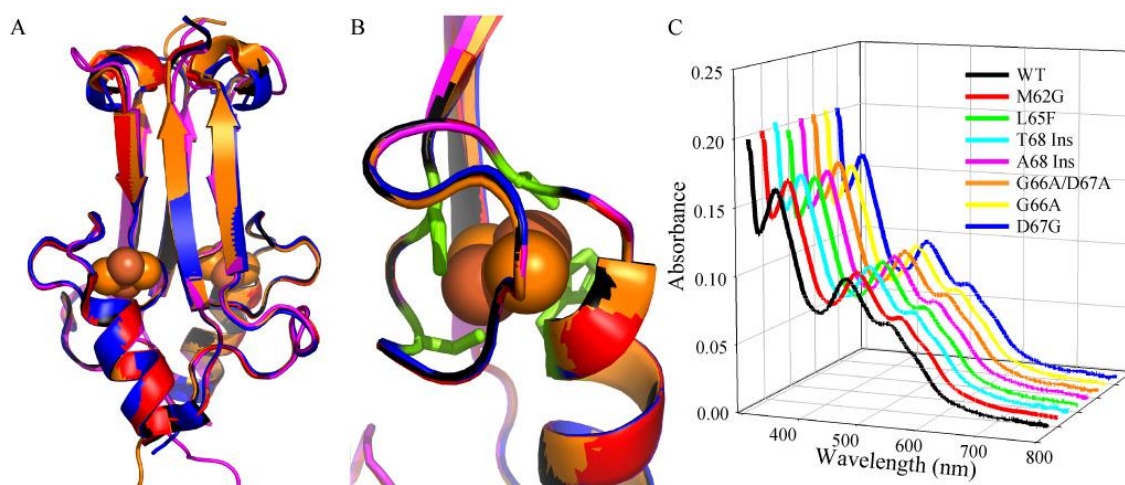 A
B
C
0.25
0.20
0.15
0.10
0.05
0.00
Absorbance
WT
M62G
L65F
T68 Ins
A68 Ins
G66A/D67A
G66A
D67G
400
500
600
700
800
Wavelength (nm)